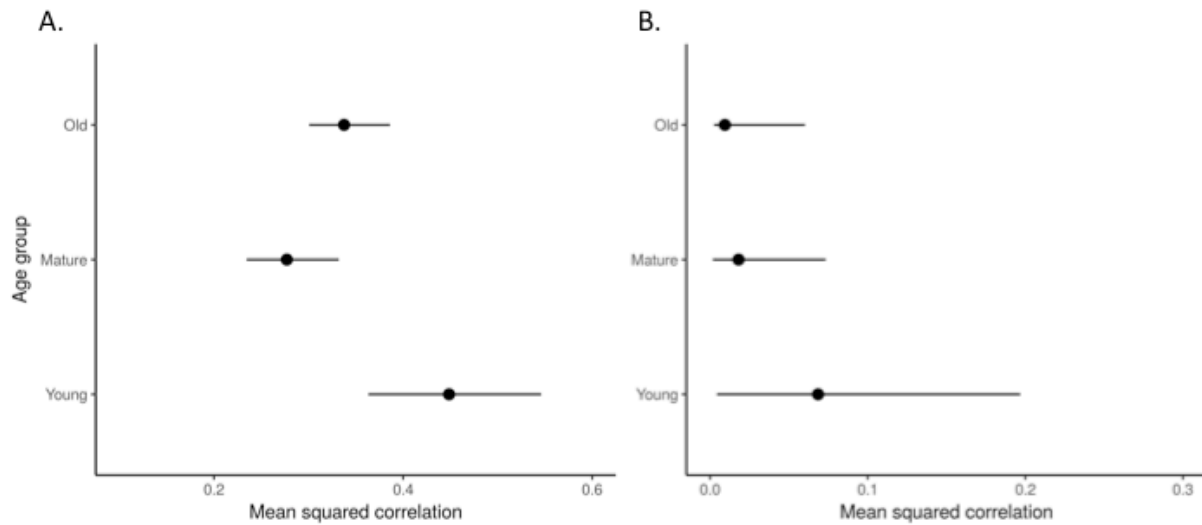 A.
Age group
Old
Mature
Young
0.2 0.4 0.6
Mean squared correlation
B.
Old
Mature
Young
0.0 0.1 0.2 0.3
Mean squared correlation